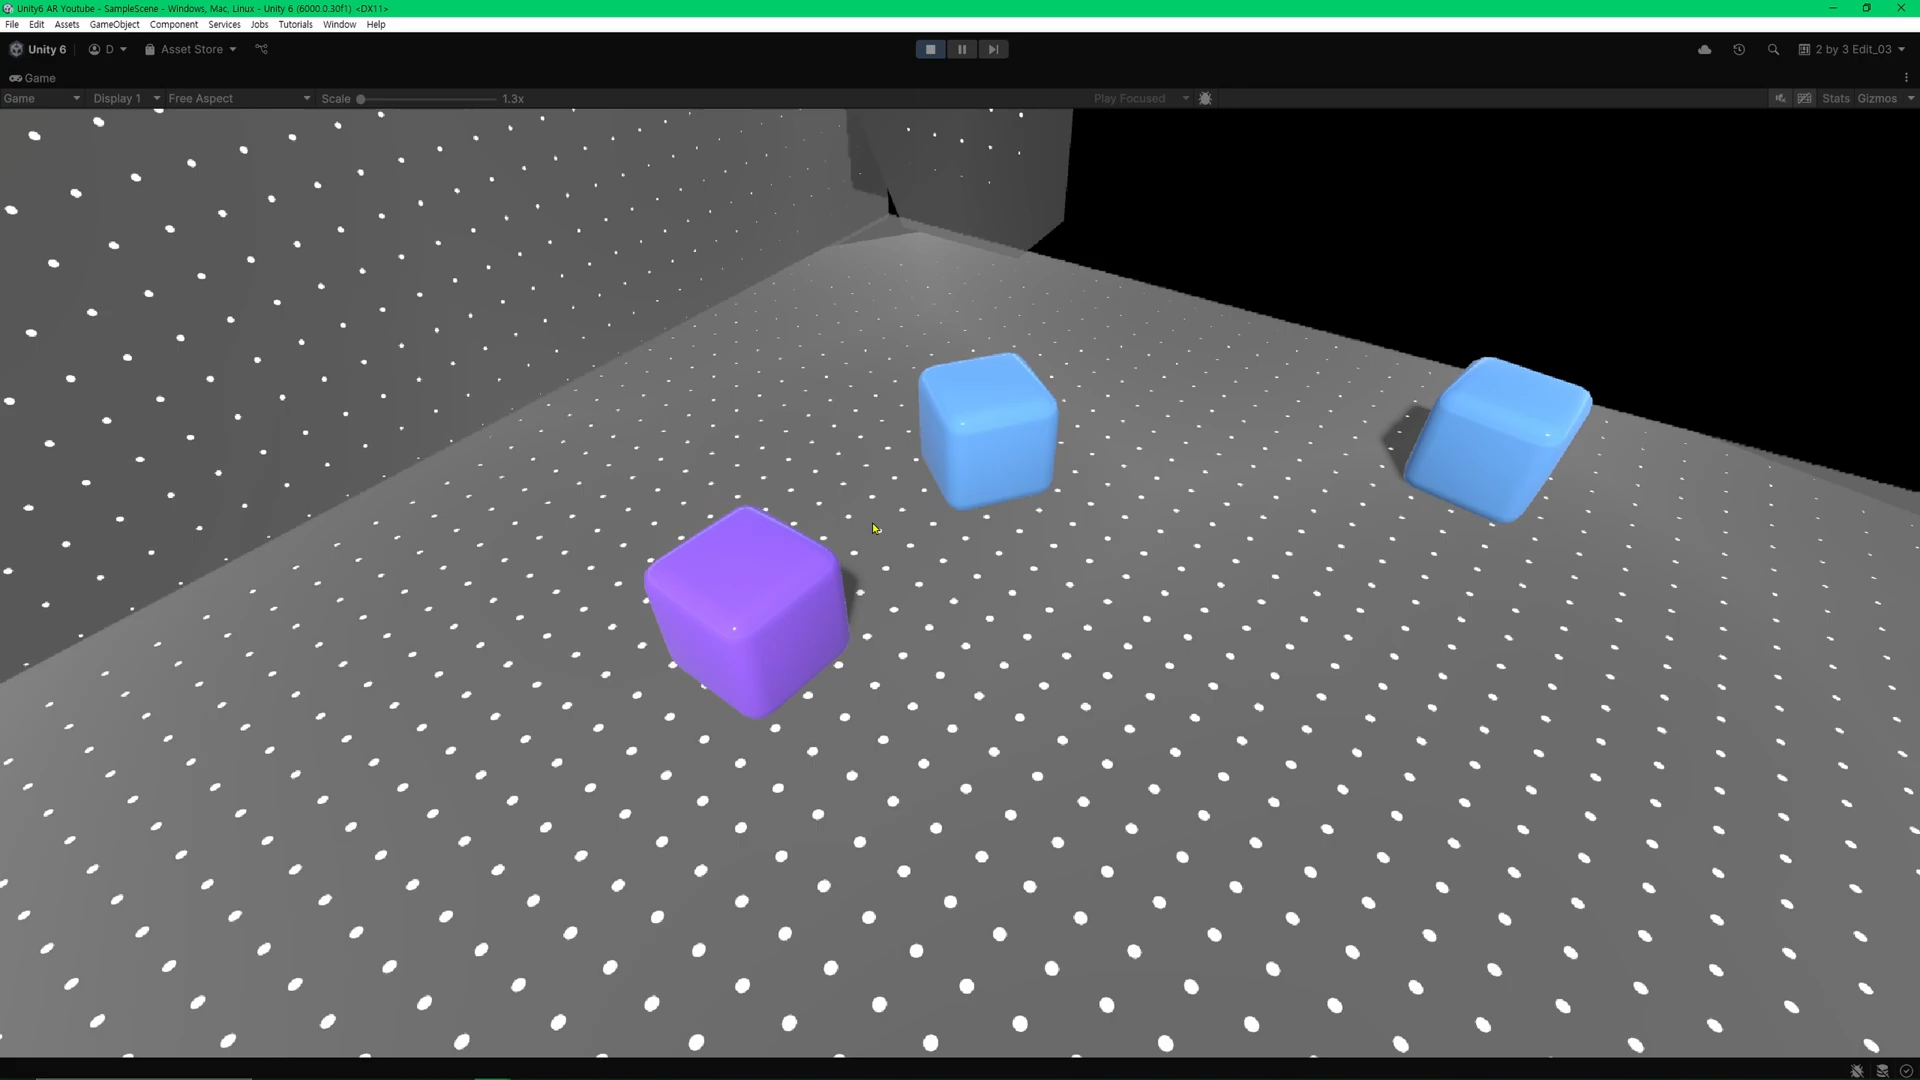 Unity6 AR Youtube - SampleScene - Windows, Mac, Linux - Unity 6 (6000.0.30f1) <DX11>
File Edit Assets GameObject Component Services Jobs Tutorials Window Help
Unity 6 D Asset Store 2 by 3 Edit_03
Game
Game Display 1 Free Aspect Scale 1.3x Play Focused Stats Gizmos